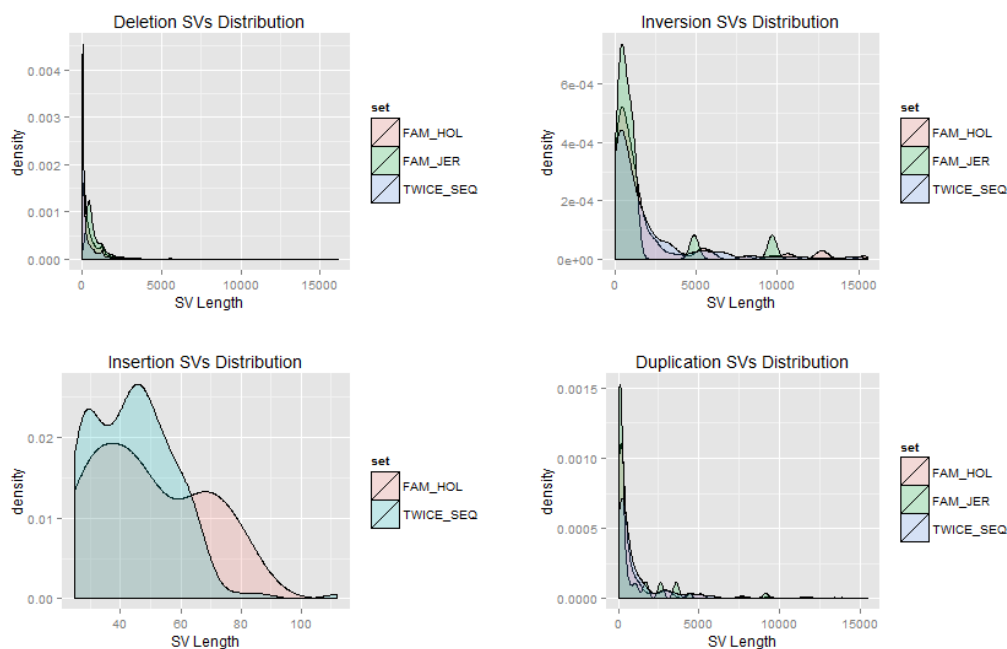 Deletion SVs Distribution
0.004
0.003
0.002
0.001
0.000
density
0
5000
10000
15000
SV Length
set
FAM_HOL
FAM_JER
TWICE_SEQ
Inversion SVs Distribution
6e-04
4e-04
2e-04
0e+00
density
0
5000
10000
15000
SV Length
set
FAM_HOL
FAM_JER
TWICE_SEQ
Insertion SVs Distribution
0.02
0.01
0.00
density
40
60
80
100
SV Length
set
FAM_HOL
TWICE_SEQ
Duplication SVs Distribution
0.0015
0.0010
0.0005
0.0000
density
0
5000
10000
15000
SV Length
set
FAM_HOL
FAM_JER
TWICE_SEQ